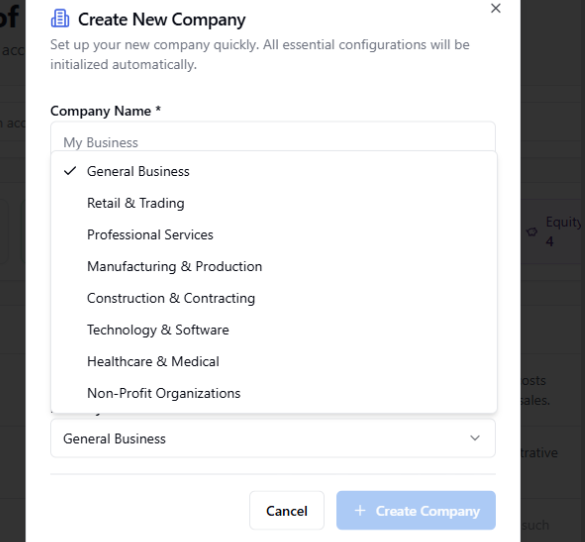 of
Create New Company
Set up your new company quickly. All essential configurations will be
initialized automatically.
acc
Company Name *
acc
My Business
General Business
Retail & Trading
Professional Services
Equity
4
Manufacturing & Production
Construction & Contracting
Technology & Software
Healthcare & Medical
osts
Non-Profit Organizations
sales.
General Business
trative
Cancel
+ Create Company
such